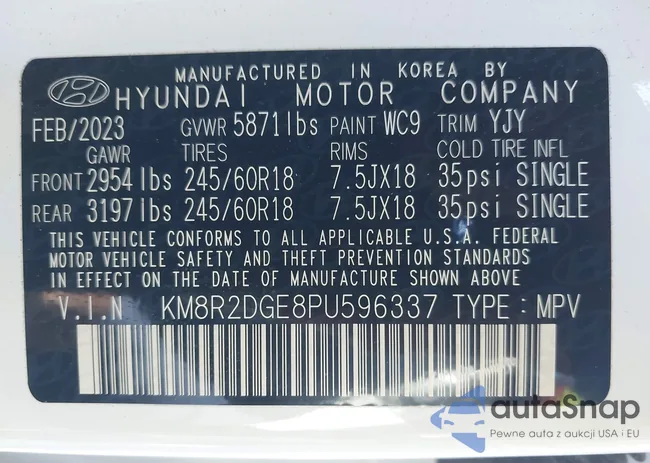 MANUFACTURED IN KOREA BY
HYUNDAI MOTOR COMPANY
FEB/2023 GVWR 5871lbs PAINT WC9 TRIM YJY
GAWR TIRES RIMS COLD TIRE INFL
FRONT 2954lbs 245/60R18 7.5JX18 35psi SINGLE
REAR 3197lbs 245/60R18 7.5JX18 35psi SINGLE
THIS VEHICLE CONFORMS TO ALL APPLICABLE U.S.A. FEDERAL
MOTOR VEHICLE SAFETY AND THEFT PREVENTION STANDARDS
IN EFFECT ON THE DATE OF MANUFACTURE SHOWN ABOVE
V.I.N KM8R2DGE8PU596337 TYPE : MPV
autaSnap
Pewne auta z aukcji USA i EU